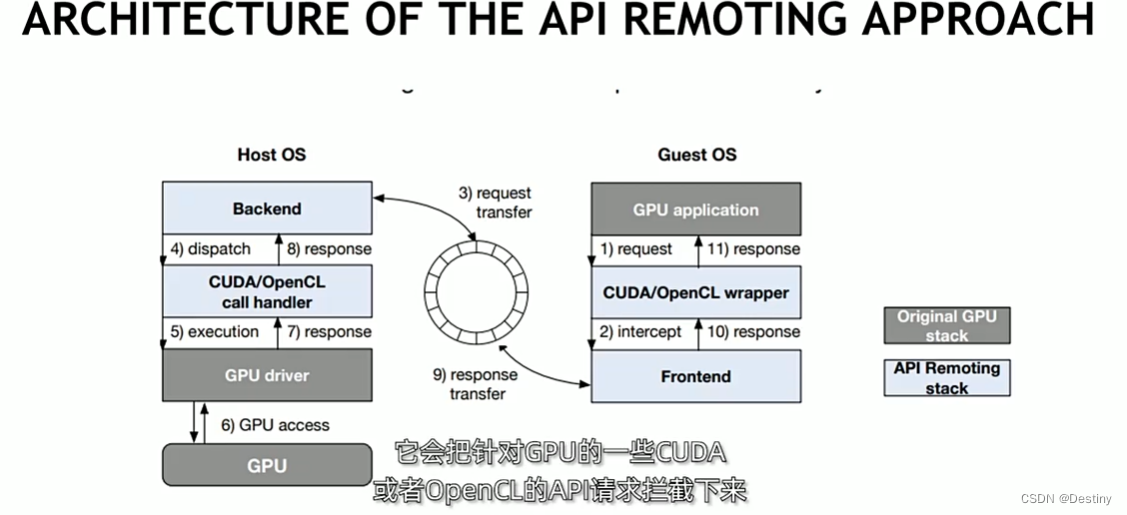 ARCHITECTURE OF THE API REMOTING APPROACH
Host OS
Guest OS
Backend
3) request
transfer
GPU application
4) dispatch
8) response
1) request
11) response
CUDA/OpenCL
call handler
CUDA/OpenCL wrapper
5) execution
7) response
2) intercept
10) response
Original GPU
stack
GPU driver
9) response
transfer
Frontend
API Remoting
stack
6) GPU access
GPU
它会把针对GPU的一些CUDA
或者OpenCL的API请求拦截下来
CSDN @Destiny